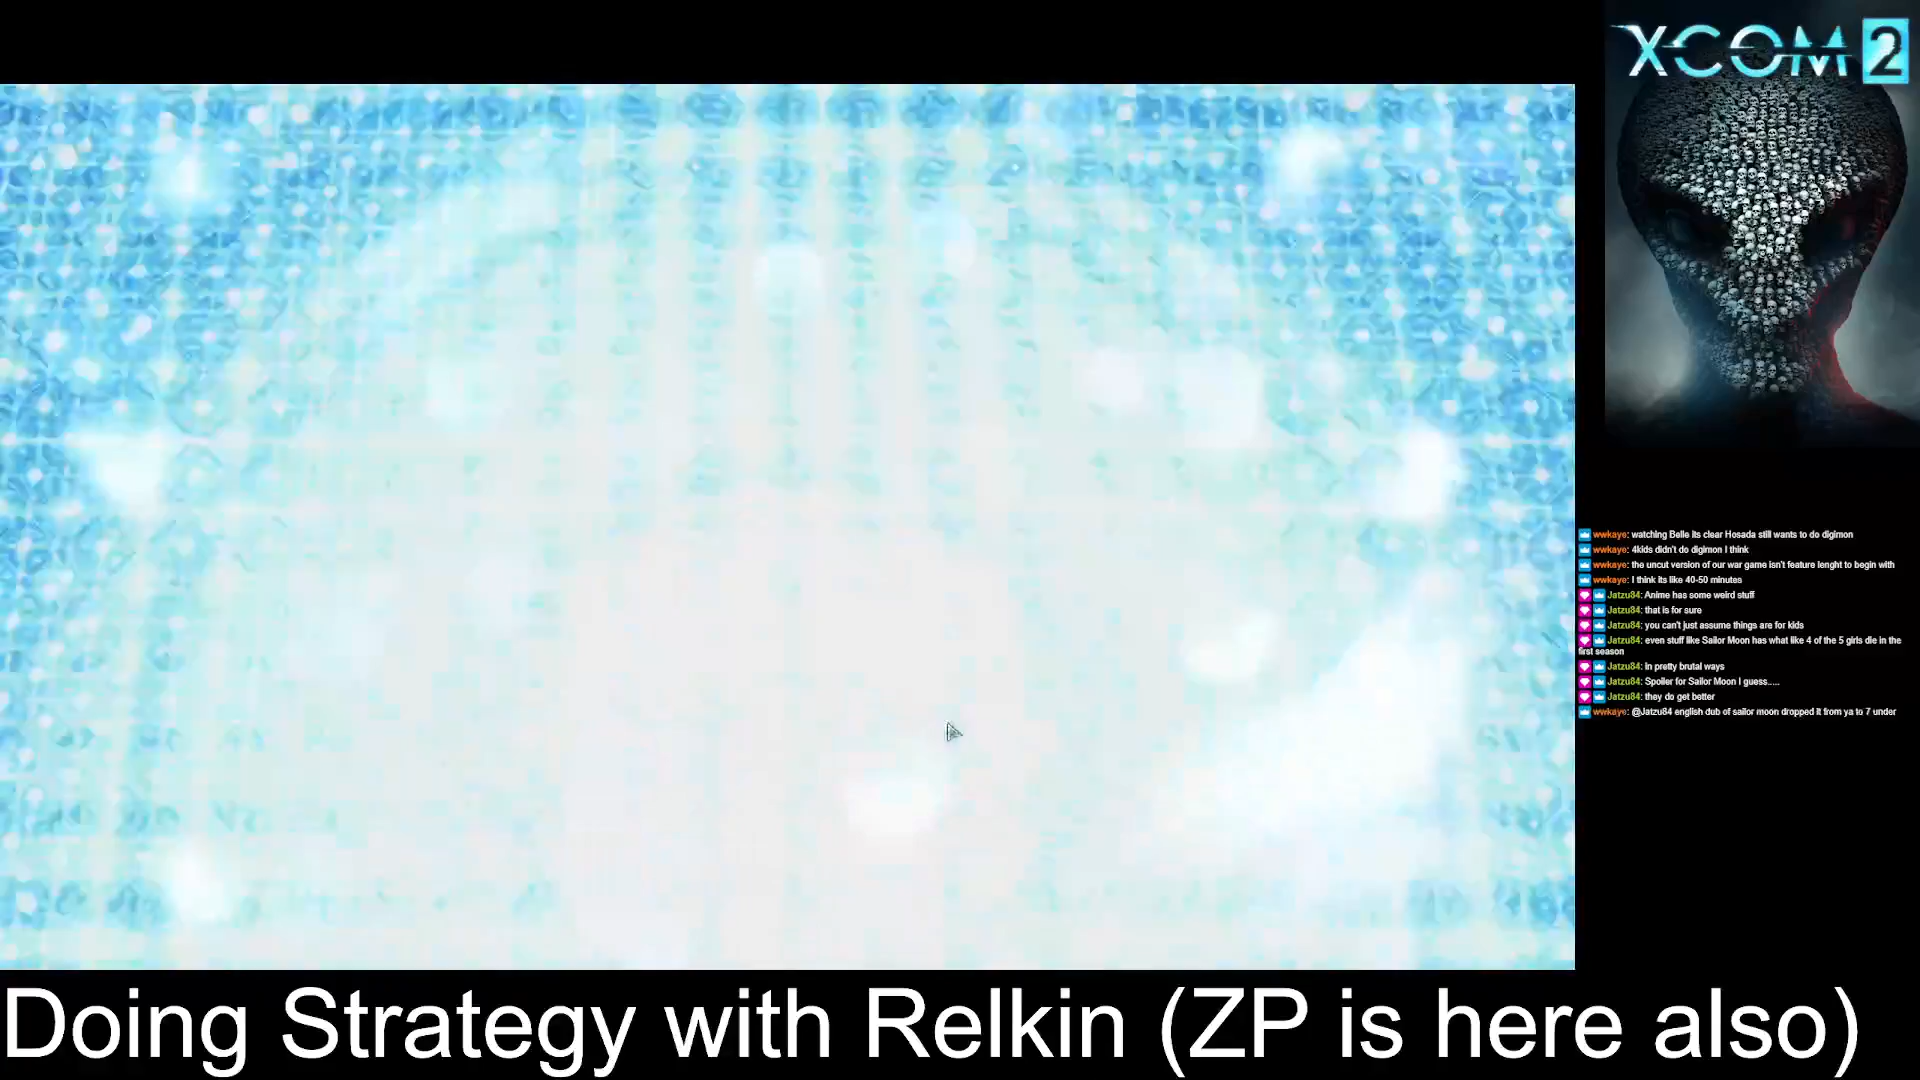 XCOM 2
wwkaye: watching Belle its clear Hosada still wants to do digimon
wwkaye: 4kids didn't do digimon I think
wwkaye: the uncut version of our war game isn't feature lenght to begin with
wwkaye: I think its like 40-50 minutes
Jatzu84: Anime has some weird stuff
Jatzu84: that is for sure
Jatzu84: you can't just assume things are for kids
Jatzu84: even stuff like Sailor Moon has what like 4 of the 5 girls die in the
first season
Jatzu84: in pretty brutal ways
Jatzu84: Spoiler for Sailor Moon I guess.....
Jatzu84: they do get better
wwkaye: @Jatzu84 english dub of sailor moon dropped it from ya to 7 under
Doing Strategy with Relkin (ZP is here also)